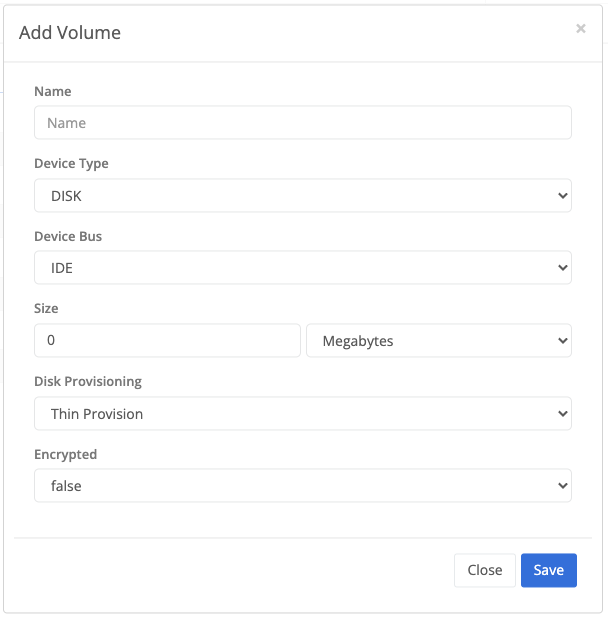 Add Volume ×
Name
Name
Device Type
DISK
Device Bus
IDE
Size
0 Megabytes
Disk Provisioning
Thin Provision
Encrypted
false
Close Save